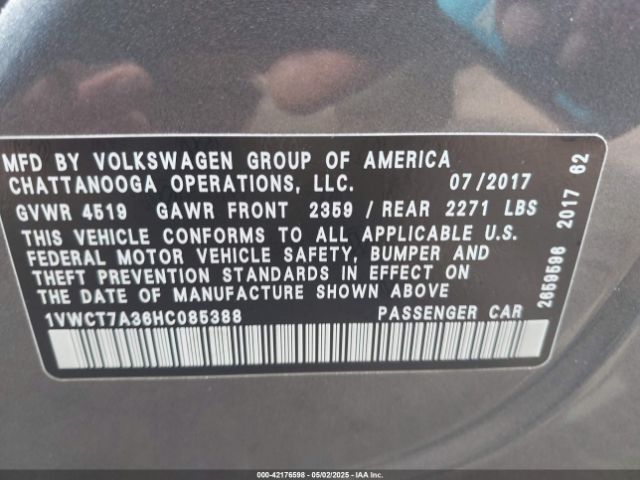 MFD BY VOLKSWAGEN GROUP OF AMERICA
CHATTANOOGA OPERATIONS, LLC. 07/2017
GVWR 4519 GAWR FRONT 2359 / REAR 2271 LBS
THIS VEHICLE CONFORMS TO ALL APPLICABLE U.S.
FEDERAL MOTOR VEHICLE SAFETY, BUMPER AND
THEFT PREVENTION STANDARDS IN EFFECT ON
THE DATE OF MANUFACTURE SHOWN ABOVE
1VWCT7A36HC085388 PASSENGER CAR
2659596 2017 62
000-42176598 - 05/02/2025 - IAA Inc.